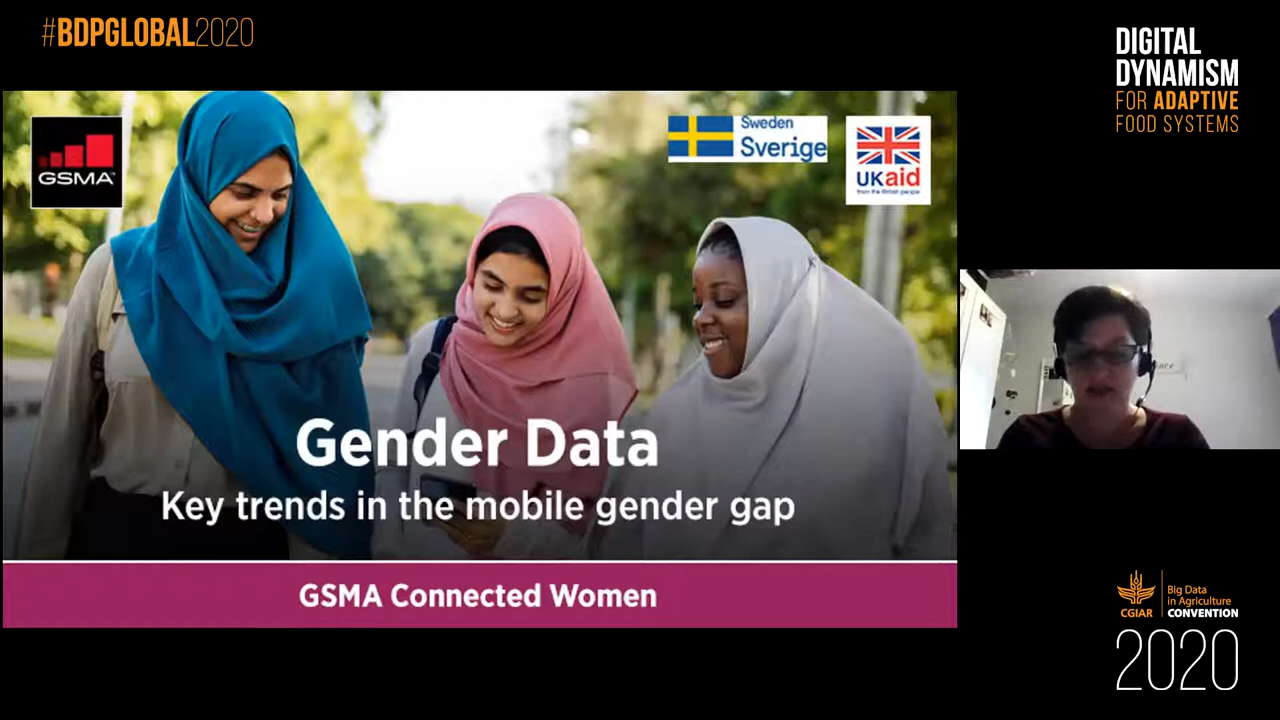 #BDPGLOBAL2020
DIGITAL
DYNAMISM
FOR ADAPTIVE
FOOD SYSTEMS
GSMA™
Sweden
Sverige
UKaid
from the British people
Gender Data
Key trends in the mobile gender gap
GSMA Connected Women
CGIAR
Big Data
in Agriculture
CONVENTION
2020